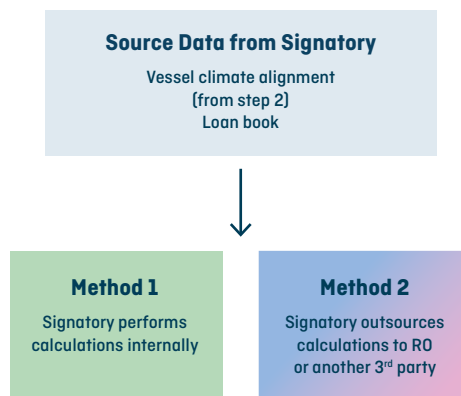 Source Data from Signatory
Vessel climate alignment
(from step 2)
Loan book
Method 1
Signatory performs
calculations internally
Method 2
Signatory outsources
calculations to RO
or another 3rd party